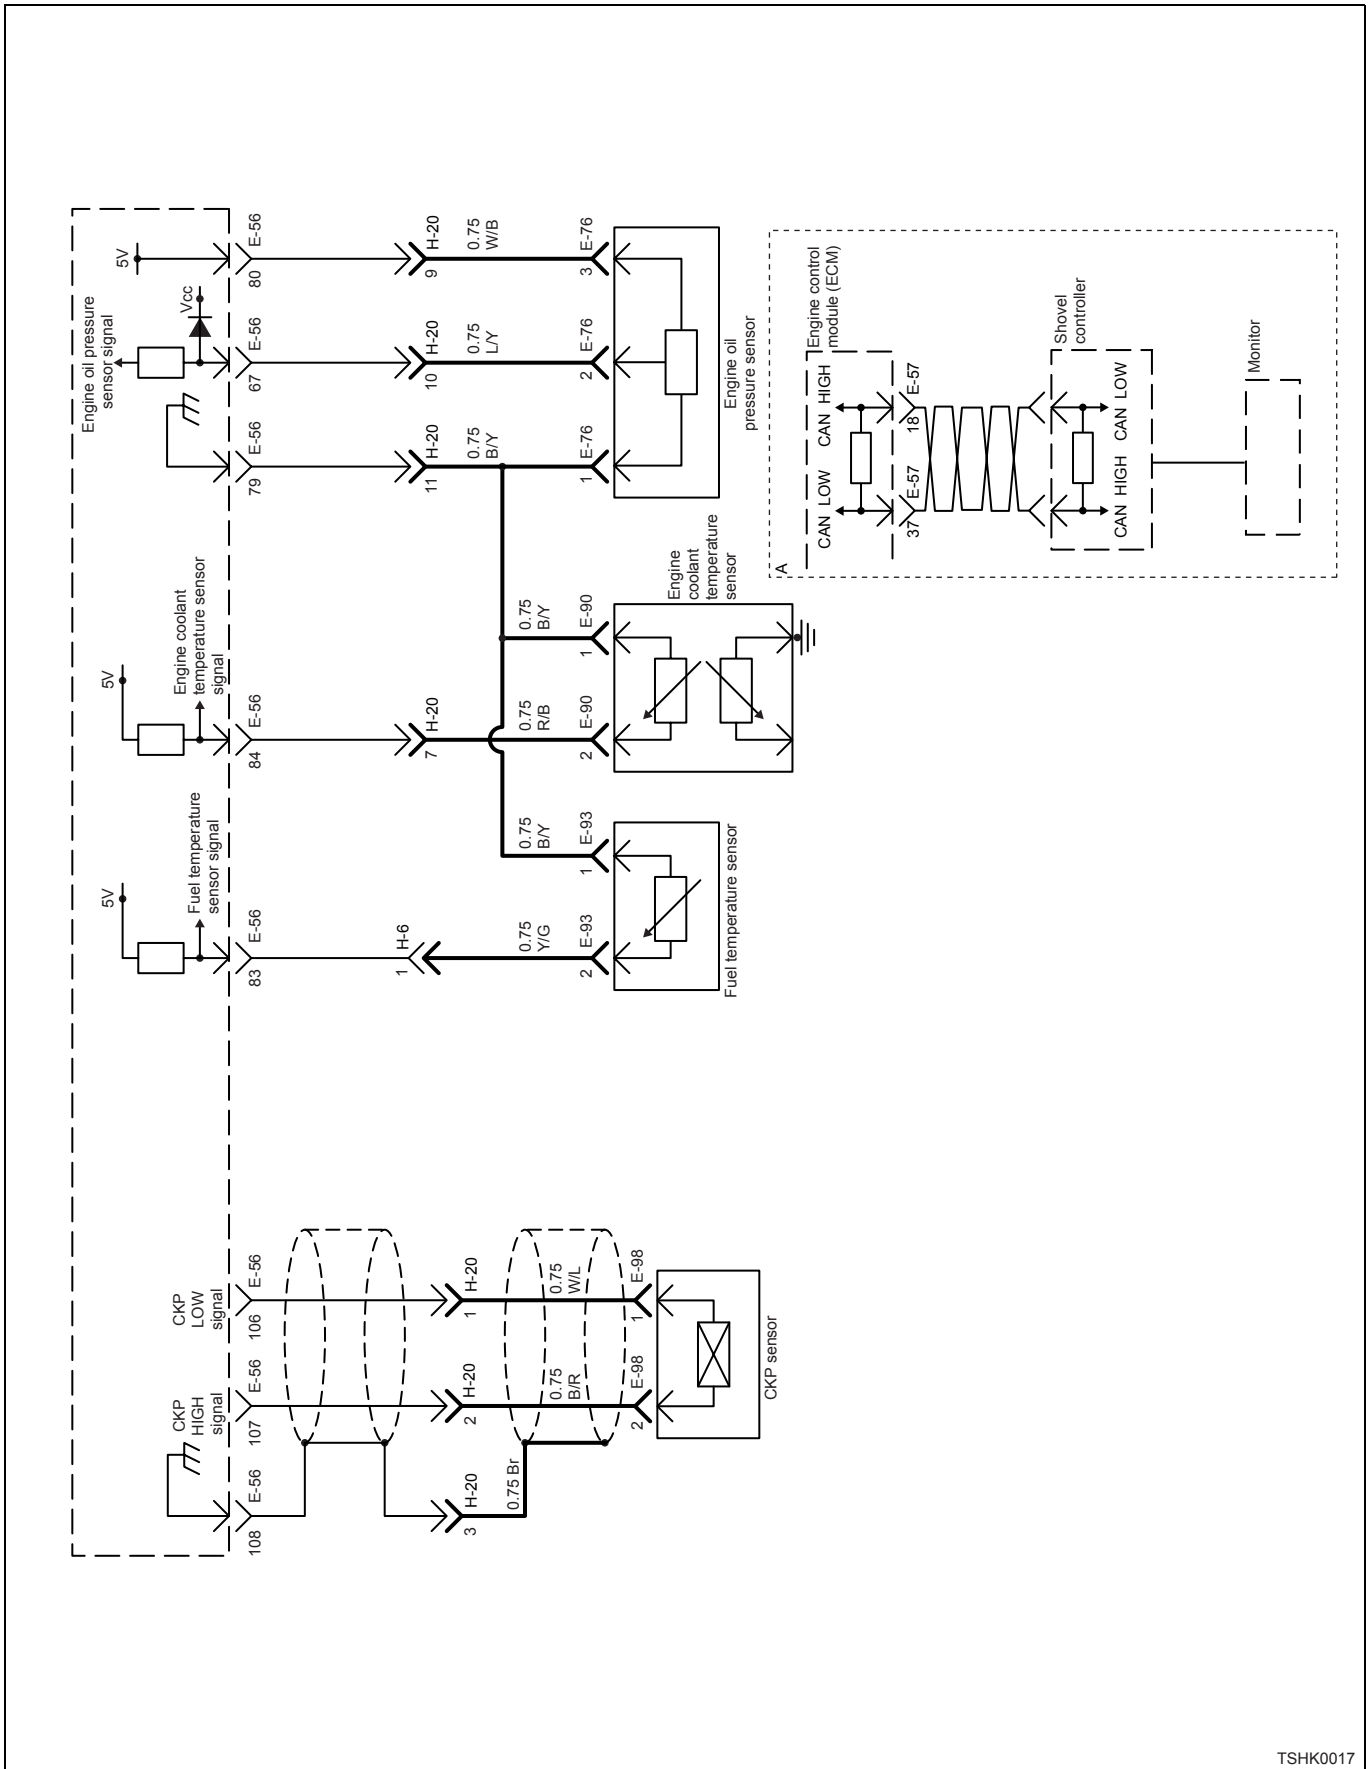 5V
E-56
80
H-20
9
0.75
W/B
E-76
3
Engine oil pressure
sensor signal
Vcc
E-56
67
H-20
10
0.75
L/Y
E-76
2
E-56
79
H-20
11
0.75
B/Y
E-76
1
Engine oil
pressure sensor
5V
Engine coolant
temperature sensor
signal
E-56
84
H-20
7
0.75
R/B
E-90
2
0.75
B/Y
E-90
1
Engine
coolant
temperature
sensor
5V
Fuel temperature
sensor signal
E-56
83
H-6
1
0.75
Y/G
E-93
2
0.75
B/Y
E-93
1
Fuel temperature sensor
CKP
LOW
signal
E-56
106
H-20
1
0.75
W/L
E-98
1
CKP
HIGH
signal
E-56
107
H-20
2
0.75
B/R
E-98
2
E-56
108
H-20
3
0.75 Br
CKP sensor
A
Engine control
module (ECM)
CAN LOW
CAN HIGH
E-57
18
E-57
37
Shovel
controller
CAN HIGH
CAN LOW
Monitor
TSHK0017